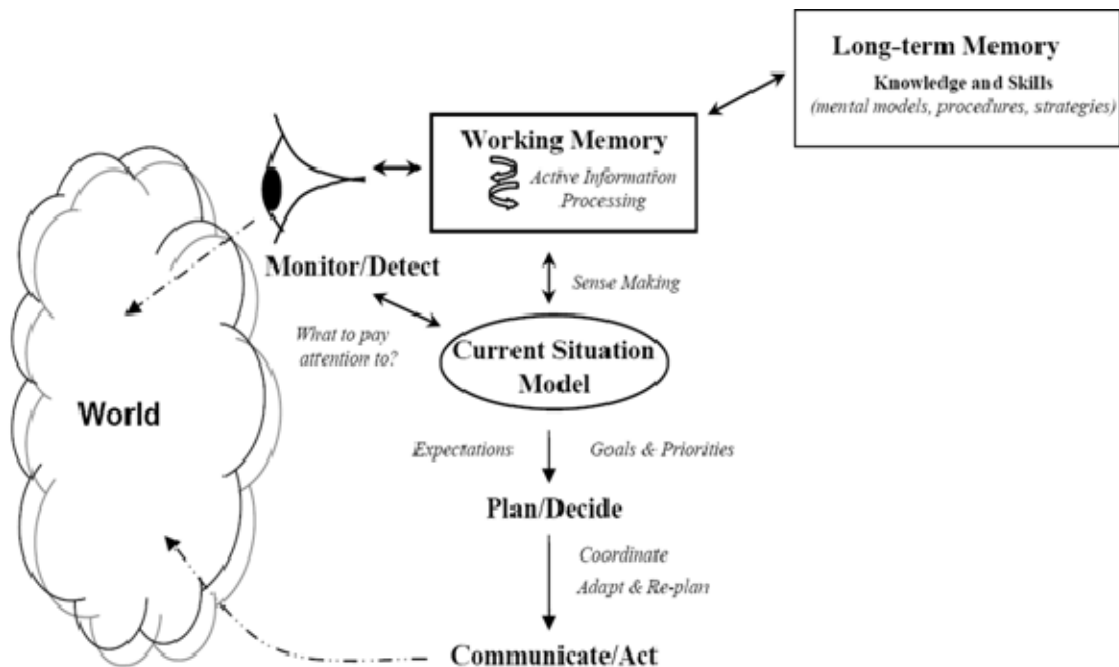 Long-term Memory
Knowledge and Skills
(mental models, procedures, strategies)
Working Memory
Active Information
Processing
Monitor/Detect
Sense Making
What to pay
attention to?
Current Situation
Model
World
Expectations
Goals & Priorities
Plan/Decide
Coordinate
Adapt & Re-plan
Communicate/Act